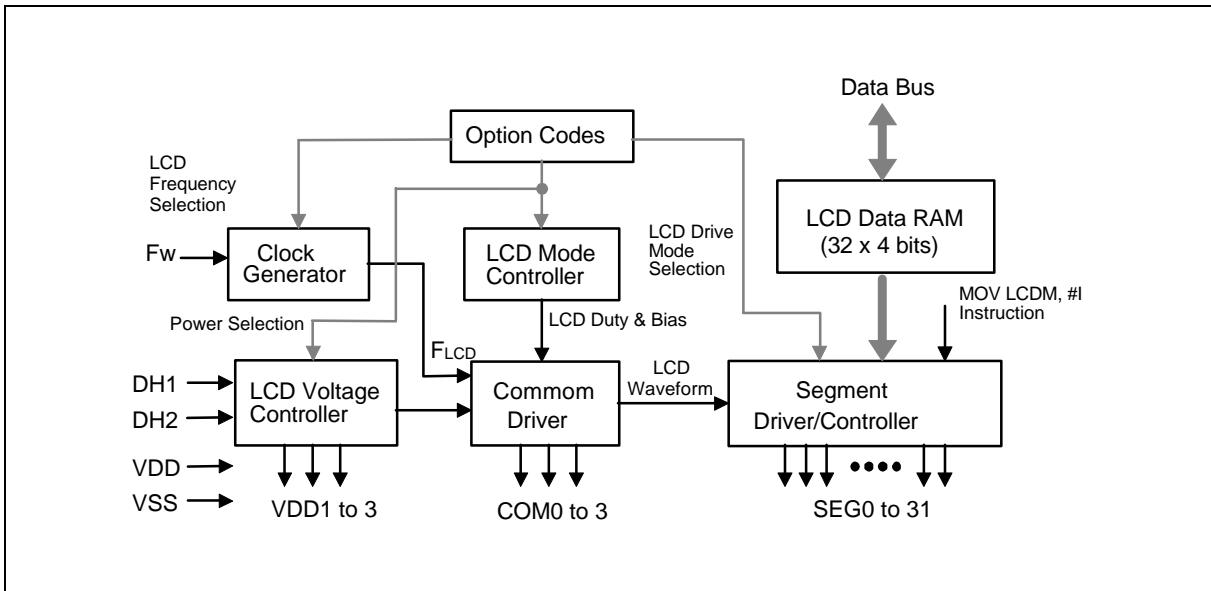 Data Bus
Option Codes
LCD
Frequency
Selection
LCD Data RAM
(32 x 4 bits)
Fw
Clock
Generator
LCD Mode
Controller
LCD Drive
Mode
Selection
MOV LCDM, #I
Instruction
Power Selection
LCD Duty & Bias
FLCD
LCD
Waveform
DH1
DH2
LCD Voltage
Controller
Commom
Driver
Segment
Driver/Controller
VDD
VSS
VDD1 to 3
COM0 to 3
SEG0 to 31